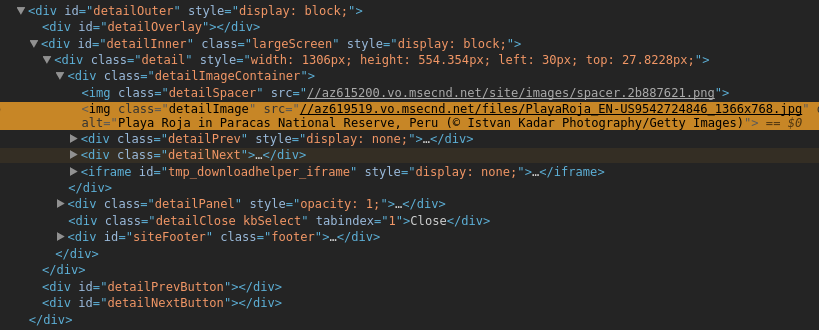 ▼<div id="detailOuter" style="display: block;">
<div id="detailOverlay"></div>
▼<div id="detailInner" class="largeScreen" style="display: block;">
▼<div class="detail" style="width: 1306px; height: 554.354px; left: 30px; top: 27.8228px;">
▼<div class="detailImageContainer">
<img class="detailSpacer" src="//az615200.vo.msecnd.net/site/images/spacer.2b887621.png">
<img class="detailImage" src="//az619519.vo.msecnd.net/files/PlayaRoja_EN-US9542724846_1366x768.jpg"
alt="Playa Roja in Paracas National Reserve, Peru (© Istvan Kadar Photography/Getty Images)"> == $0
▶<div class="detailPrev" style="display: none;">…</div>
▶<div class="detailNext">…</div>
▶<iframe id="tmp_downloadhelper_iframe" style="display: none;">…</iframe>
</div>
▶<div class="detailPanel" style="opacity: 1;">…</div>
<div class="detailClose kbSelect" tabindex="1">Close</div>
▶<div id="siteFooter" class="footer">…</div>
</div>
</div>
<div id="detailPrevButton"></div>
<div id="detailNextButton"></div>
</div>